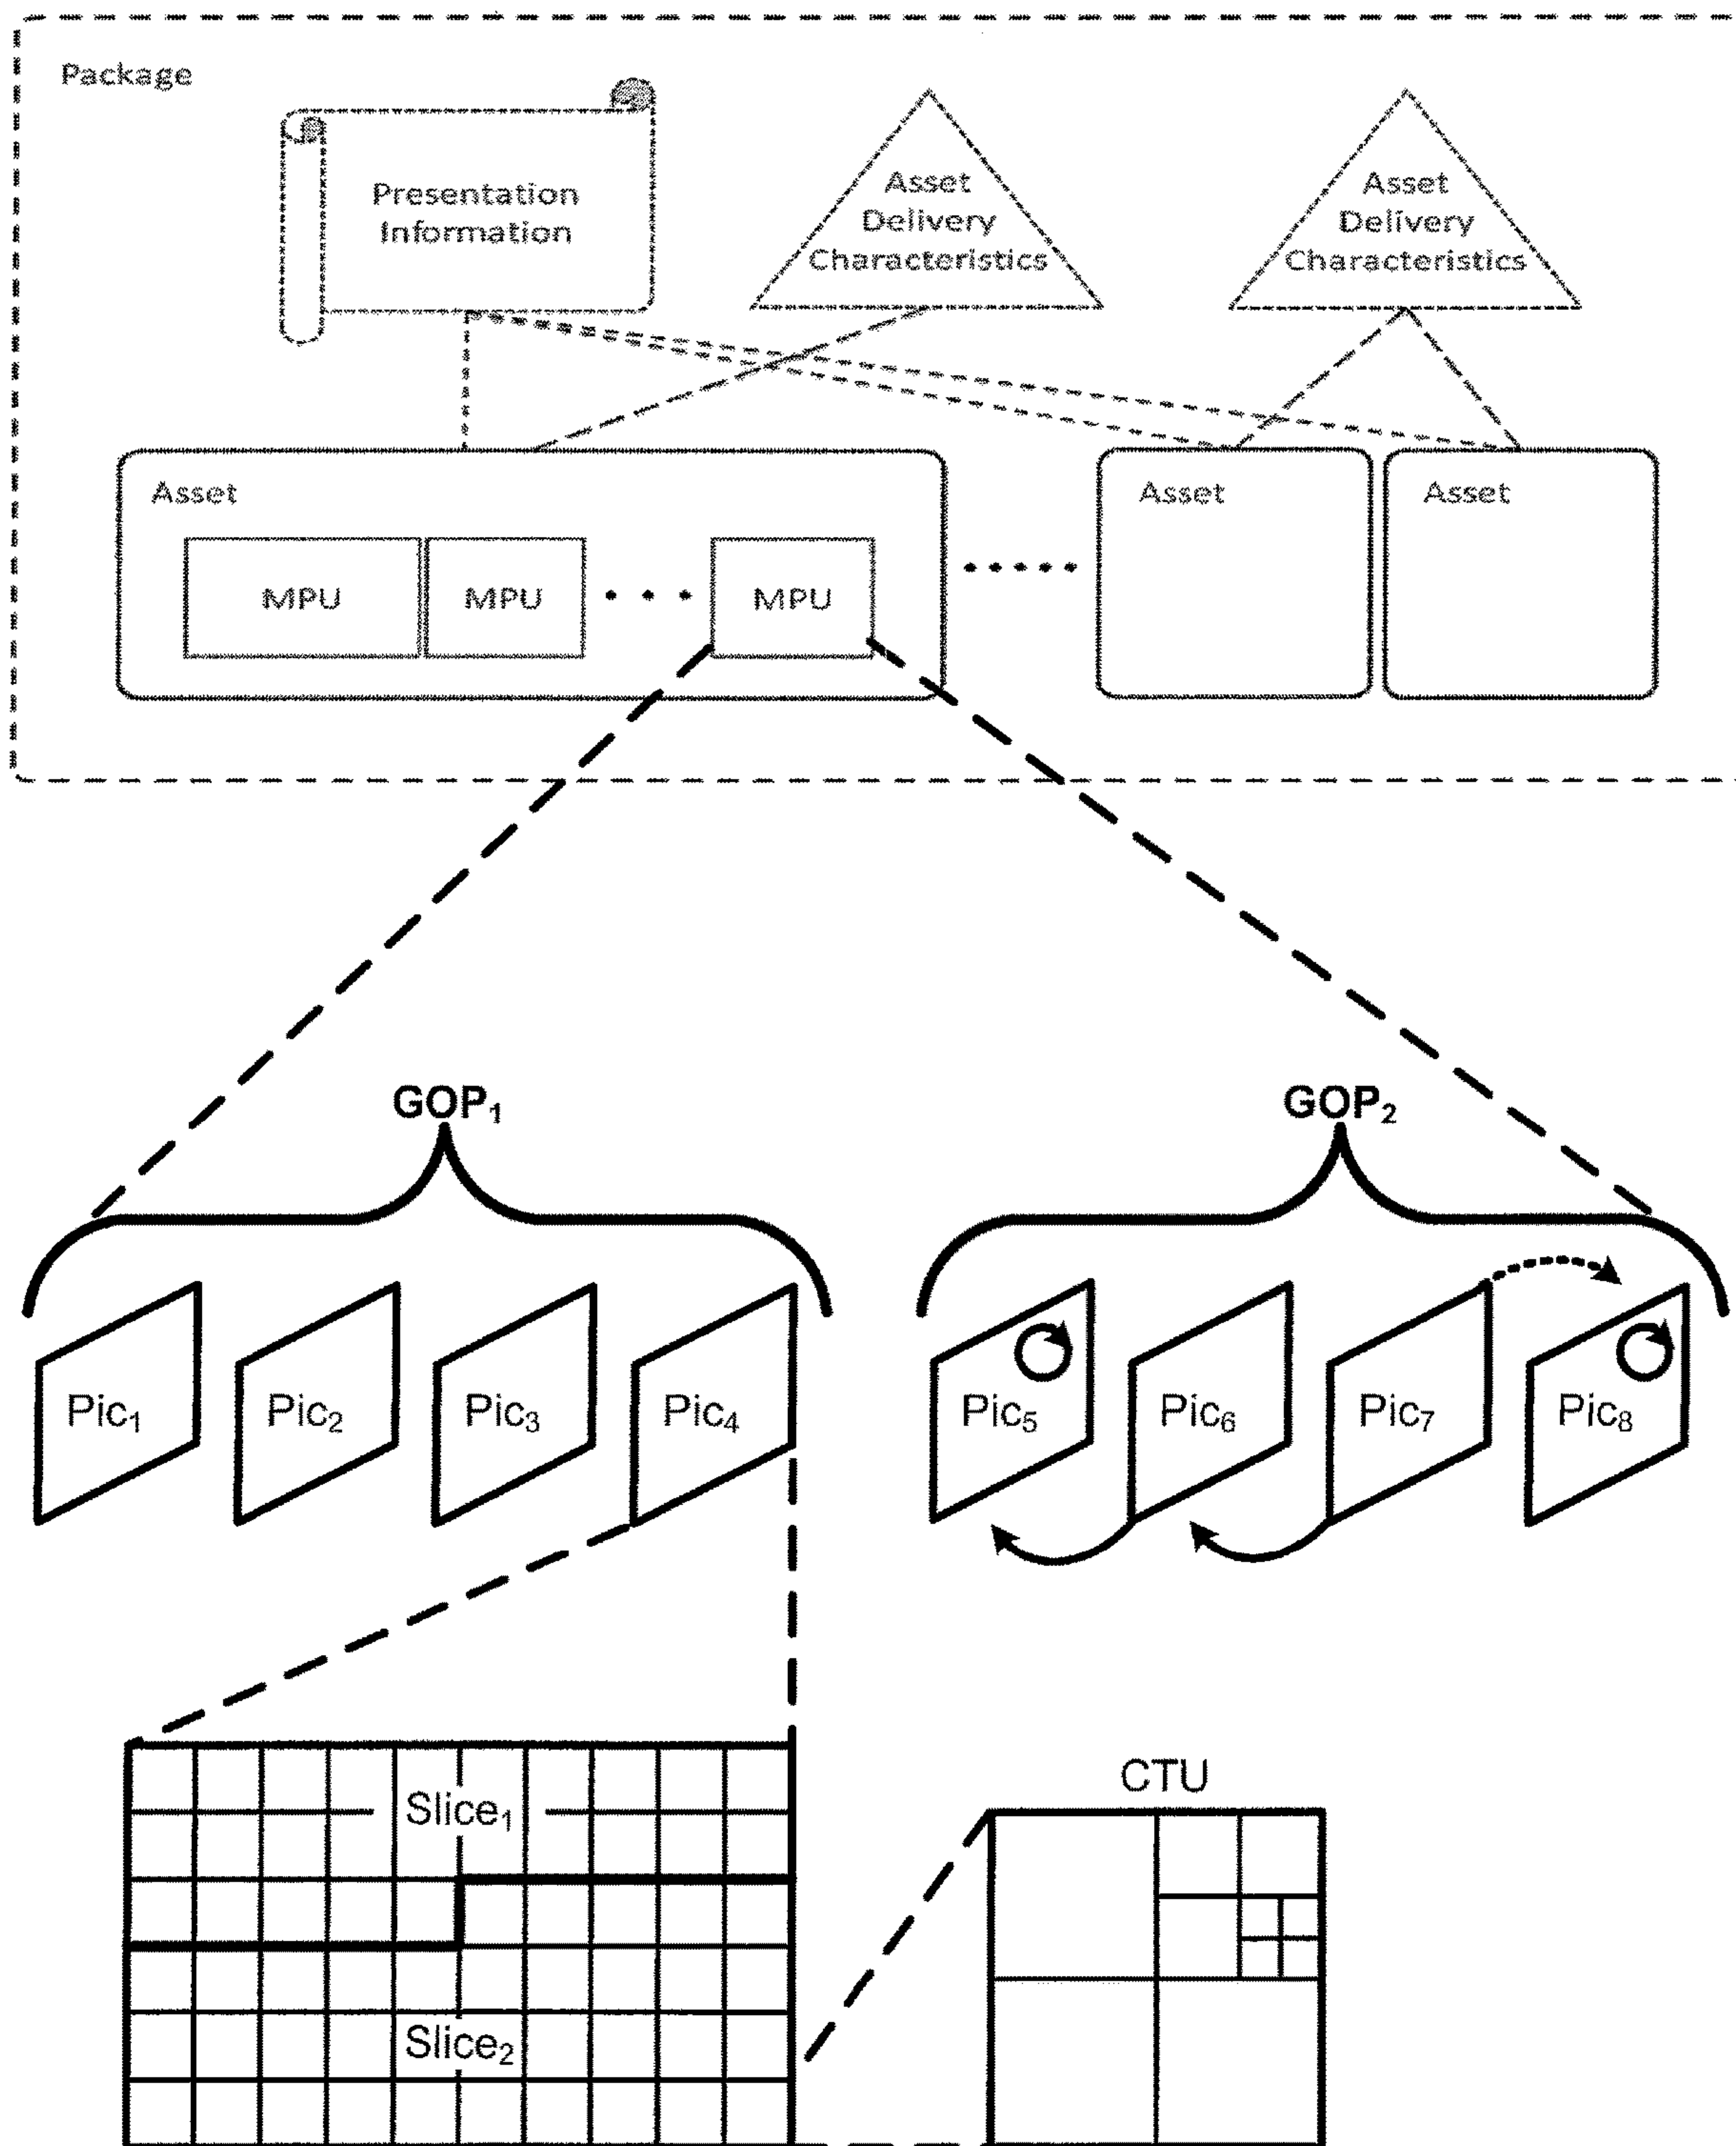 Package
Presentation
Information
Asset
Delivery
Characteristics
Asset
Delivery
Characteristics
Asset
MPU
MPU
MPU
Asset
Asset
GOP₁
GOP₂
Pic₁
Pic₂
Pic₃
Pic₄
Pic₅
Pic₆
Pic₇
Pic₈
Slice₁
Slice₂
CTU